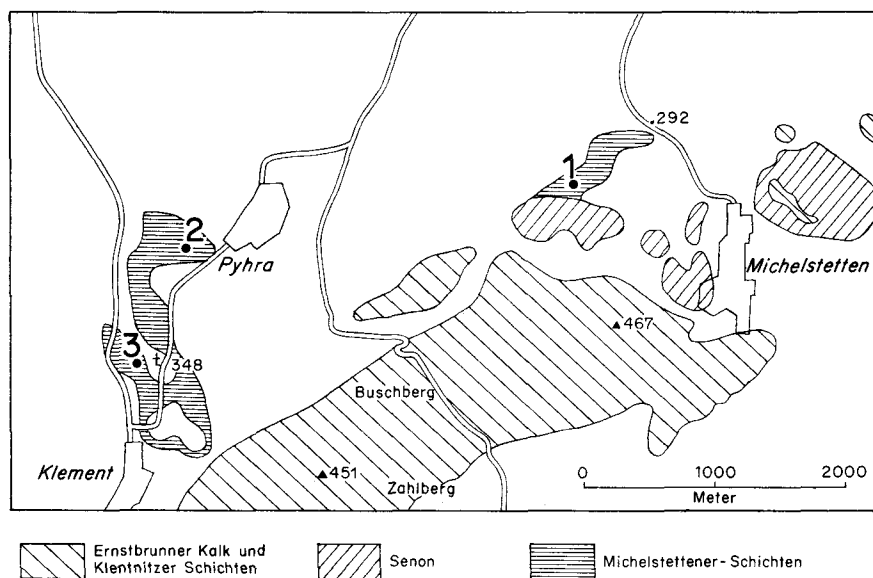 .292
1
2
Pyhra
Michelstetten
3
t
348
467
Buschberg
Klement
451
Zahlberg
0 1000 2000
Meter
Ernstbrunner Kalk und
Klentnitzer Schichten
Senon
Michelstettener-Schichten